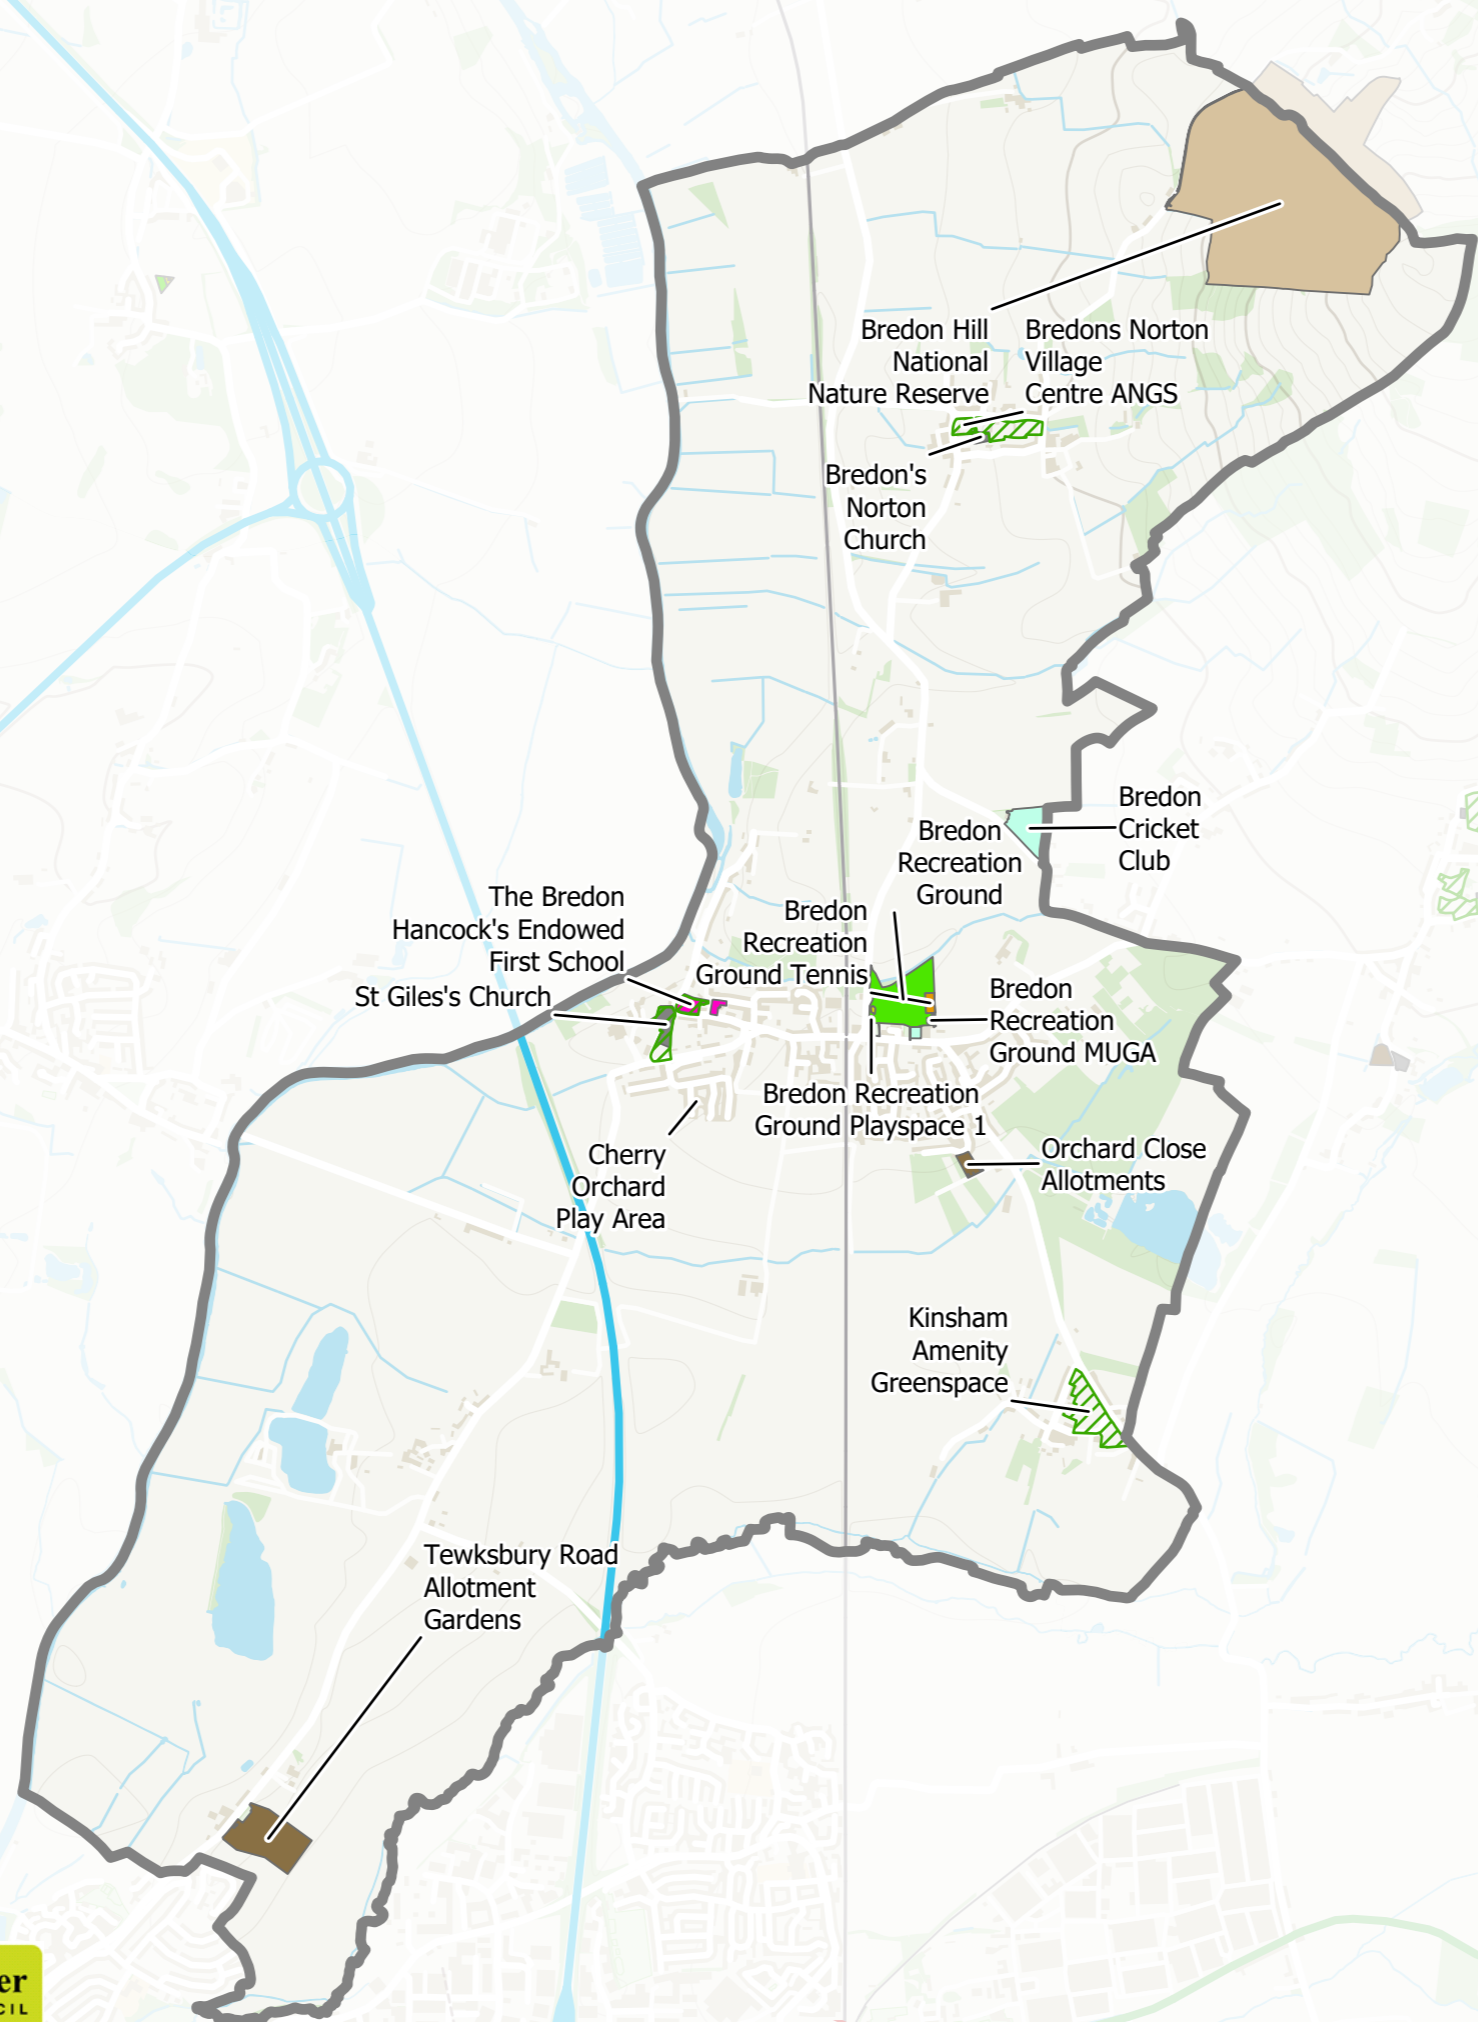 Bredon Hill
National
Nature Reserve
Bredons Norton
Village
Centre ANGS
Bredon's
Norton
Church
Bredon
Cricket
Club
Bredon
Recreation
Ground
The Bredon
Hancock's Endowed
First School
Bredon
Recreation
Ground Tennis
St Giles's Church
Bredon
Recreation
Ground MUGA
Bredon Recreation
Ground Playspace 1
Cherry
Orchard
Play Area
Orchard Close
Allotments
Kinsham
Amenity
Greenspace
Tewksbury Road
Allotment
Gardens
er
CIL